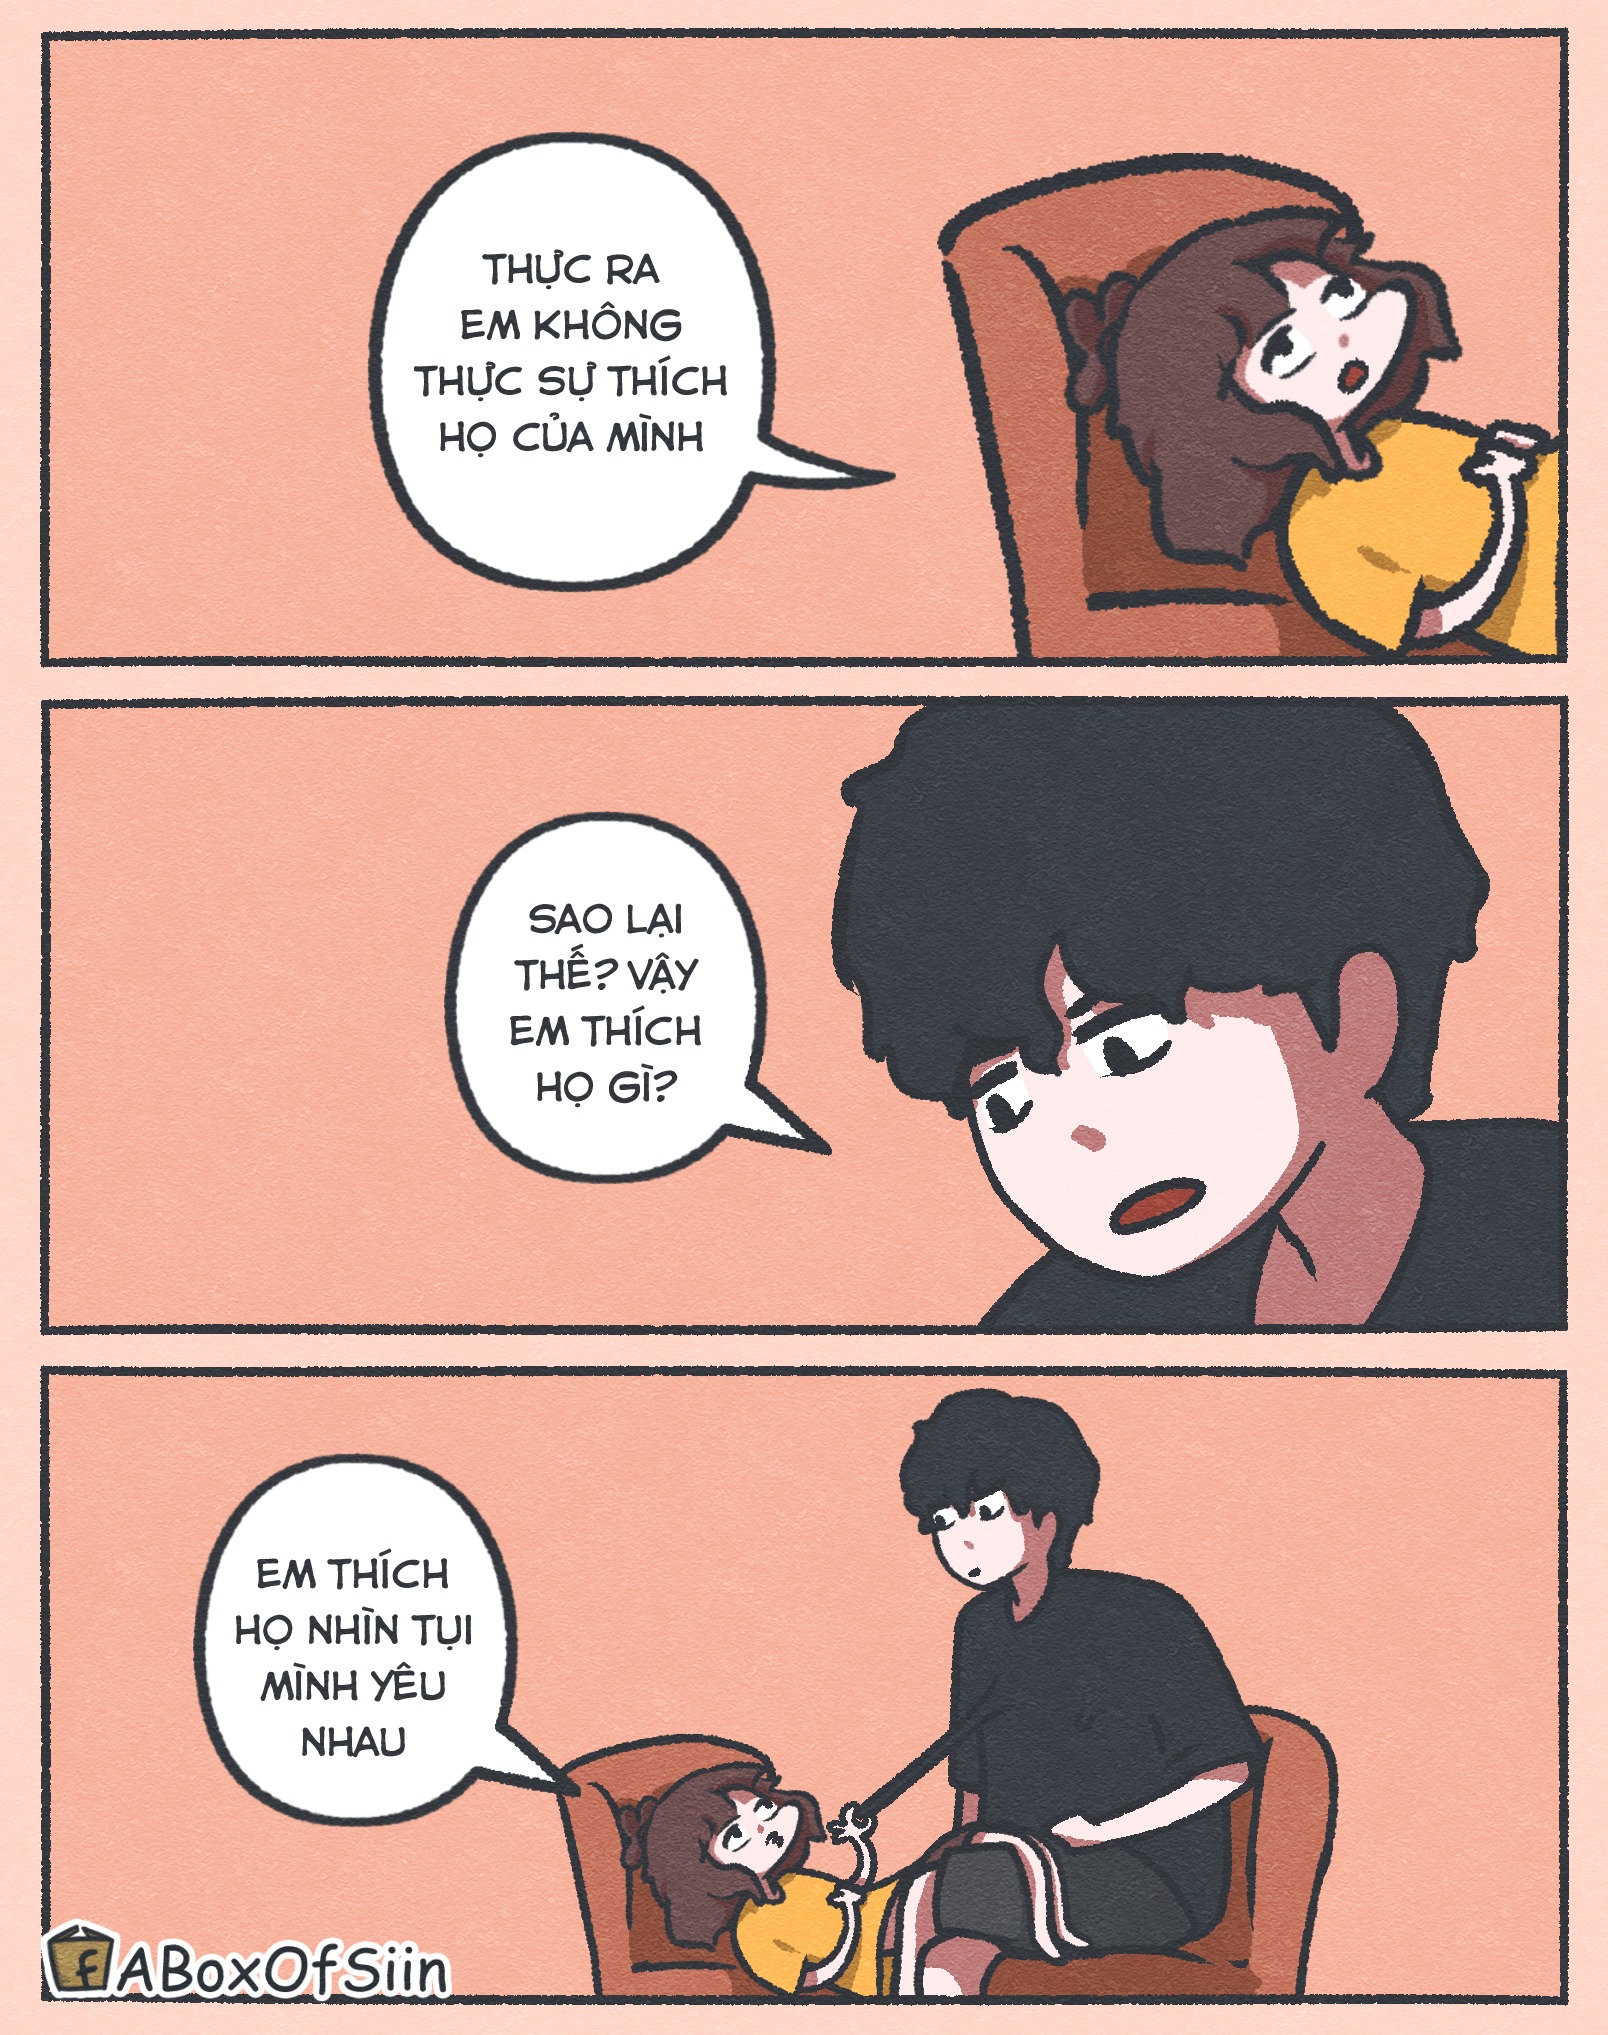 THỰC RA
EM KHÔNG
THỰC SỰ THÍCH
HỌ CỦA MÌNH
SAO LẠI
THẾ? VẬY
EM THÍCH
HỌ GÌ?
EM THÍCH
HỌ NHÌN TỤI
MÌNH YÊU
NHAU
f ABoxOfSiin